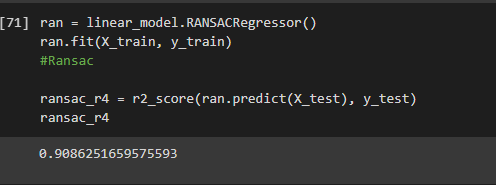 [71] ran = linear_model.RANSACRegressor()
ran.fit(X_train, y_train)
#Ransac
ransac_r4 = r2_score(ran.predict(X_test), y_test)
ransac_r4
0.9086251659575593